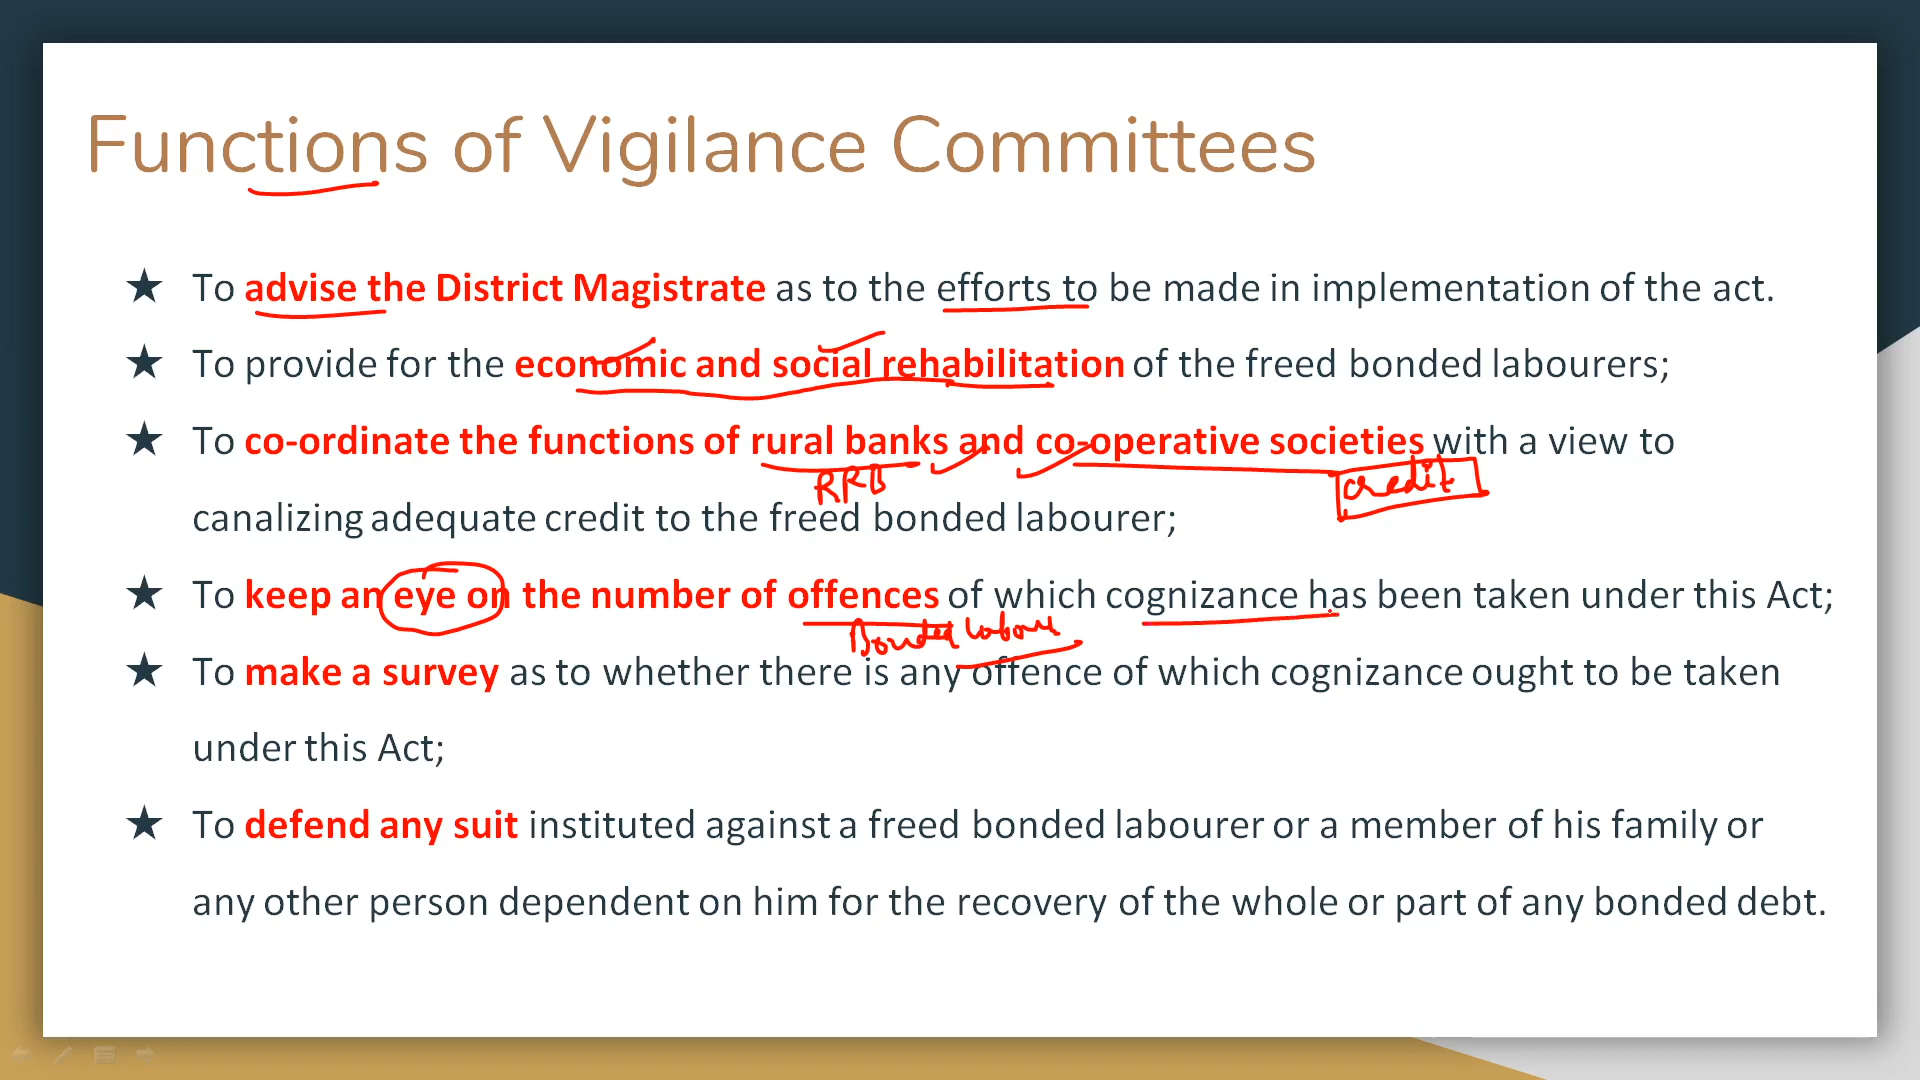 Functions of Vigilance Committees
★ To advise the District Magistrate as to the efforts to be made in implementation of the act.
★ To provide for the economic and social rehabilitation of the freed bonded labourers;
★ To co-ordinate the functions of rural banks and co-operative societies with a view to
RRB credit
canalizing adequate credit to the freed bonded labourer;
★ To keep an eye on the number of offences of which cognizance has been taken under this Act;
Bonded labour
★ To make a survey as to whether there is any offence of which cognizance ought to be taken
under this Act;
★ To defend any suit instituted against a freed bonded labourer or a member of his family or
any other person dependent on him for the recovery of the whole or part of any bonded debt.